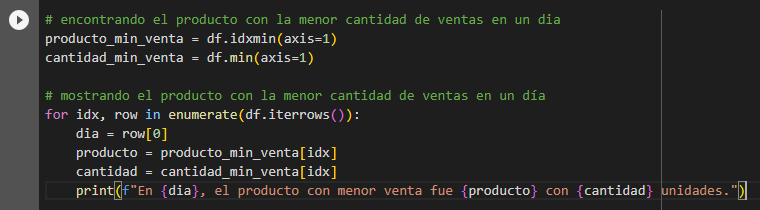 # encontrando el producto con la menor cantidad de ventas en un dia
producto_min_venta = df.idxmin(axis=1)
cantidad_min_venta = df.min(axis=1)

# mostrando el producto con la menor cantidad de ventas en un día
for idx, row in enumerate(df.iterrows()):
    dia = row[0]
    producto = producto_min_venta[idx]
    cantidad = cantidad_min_venta[idx]
    print(f"En {dia}, el producto con menor venta fue {producto} con {cantidad} unidades.")